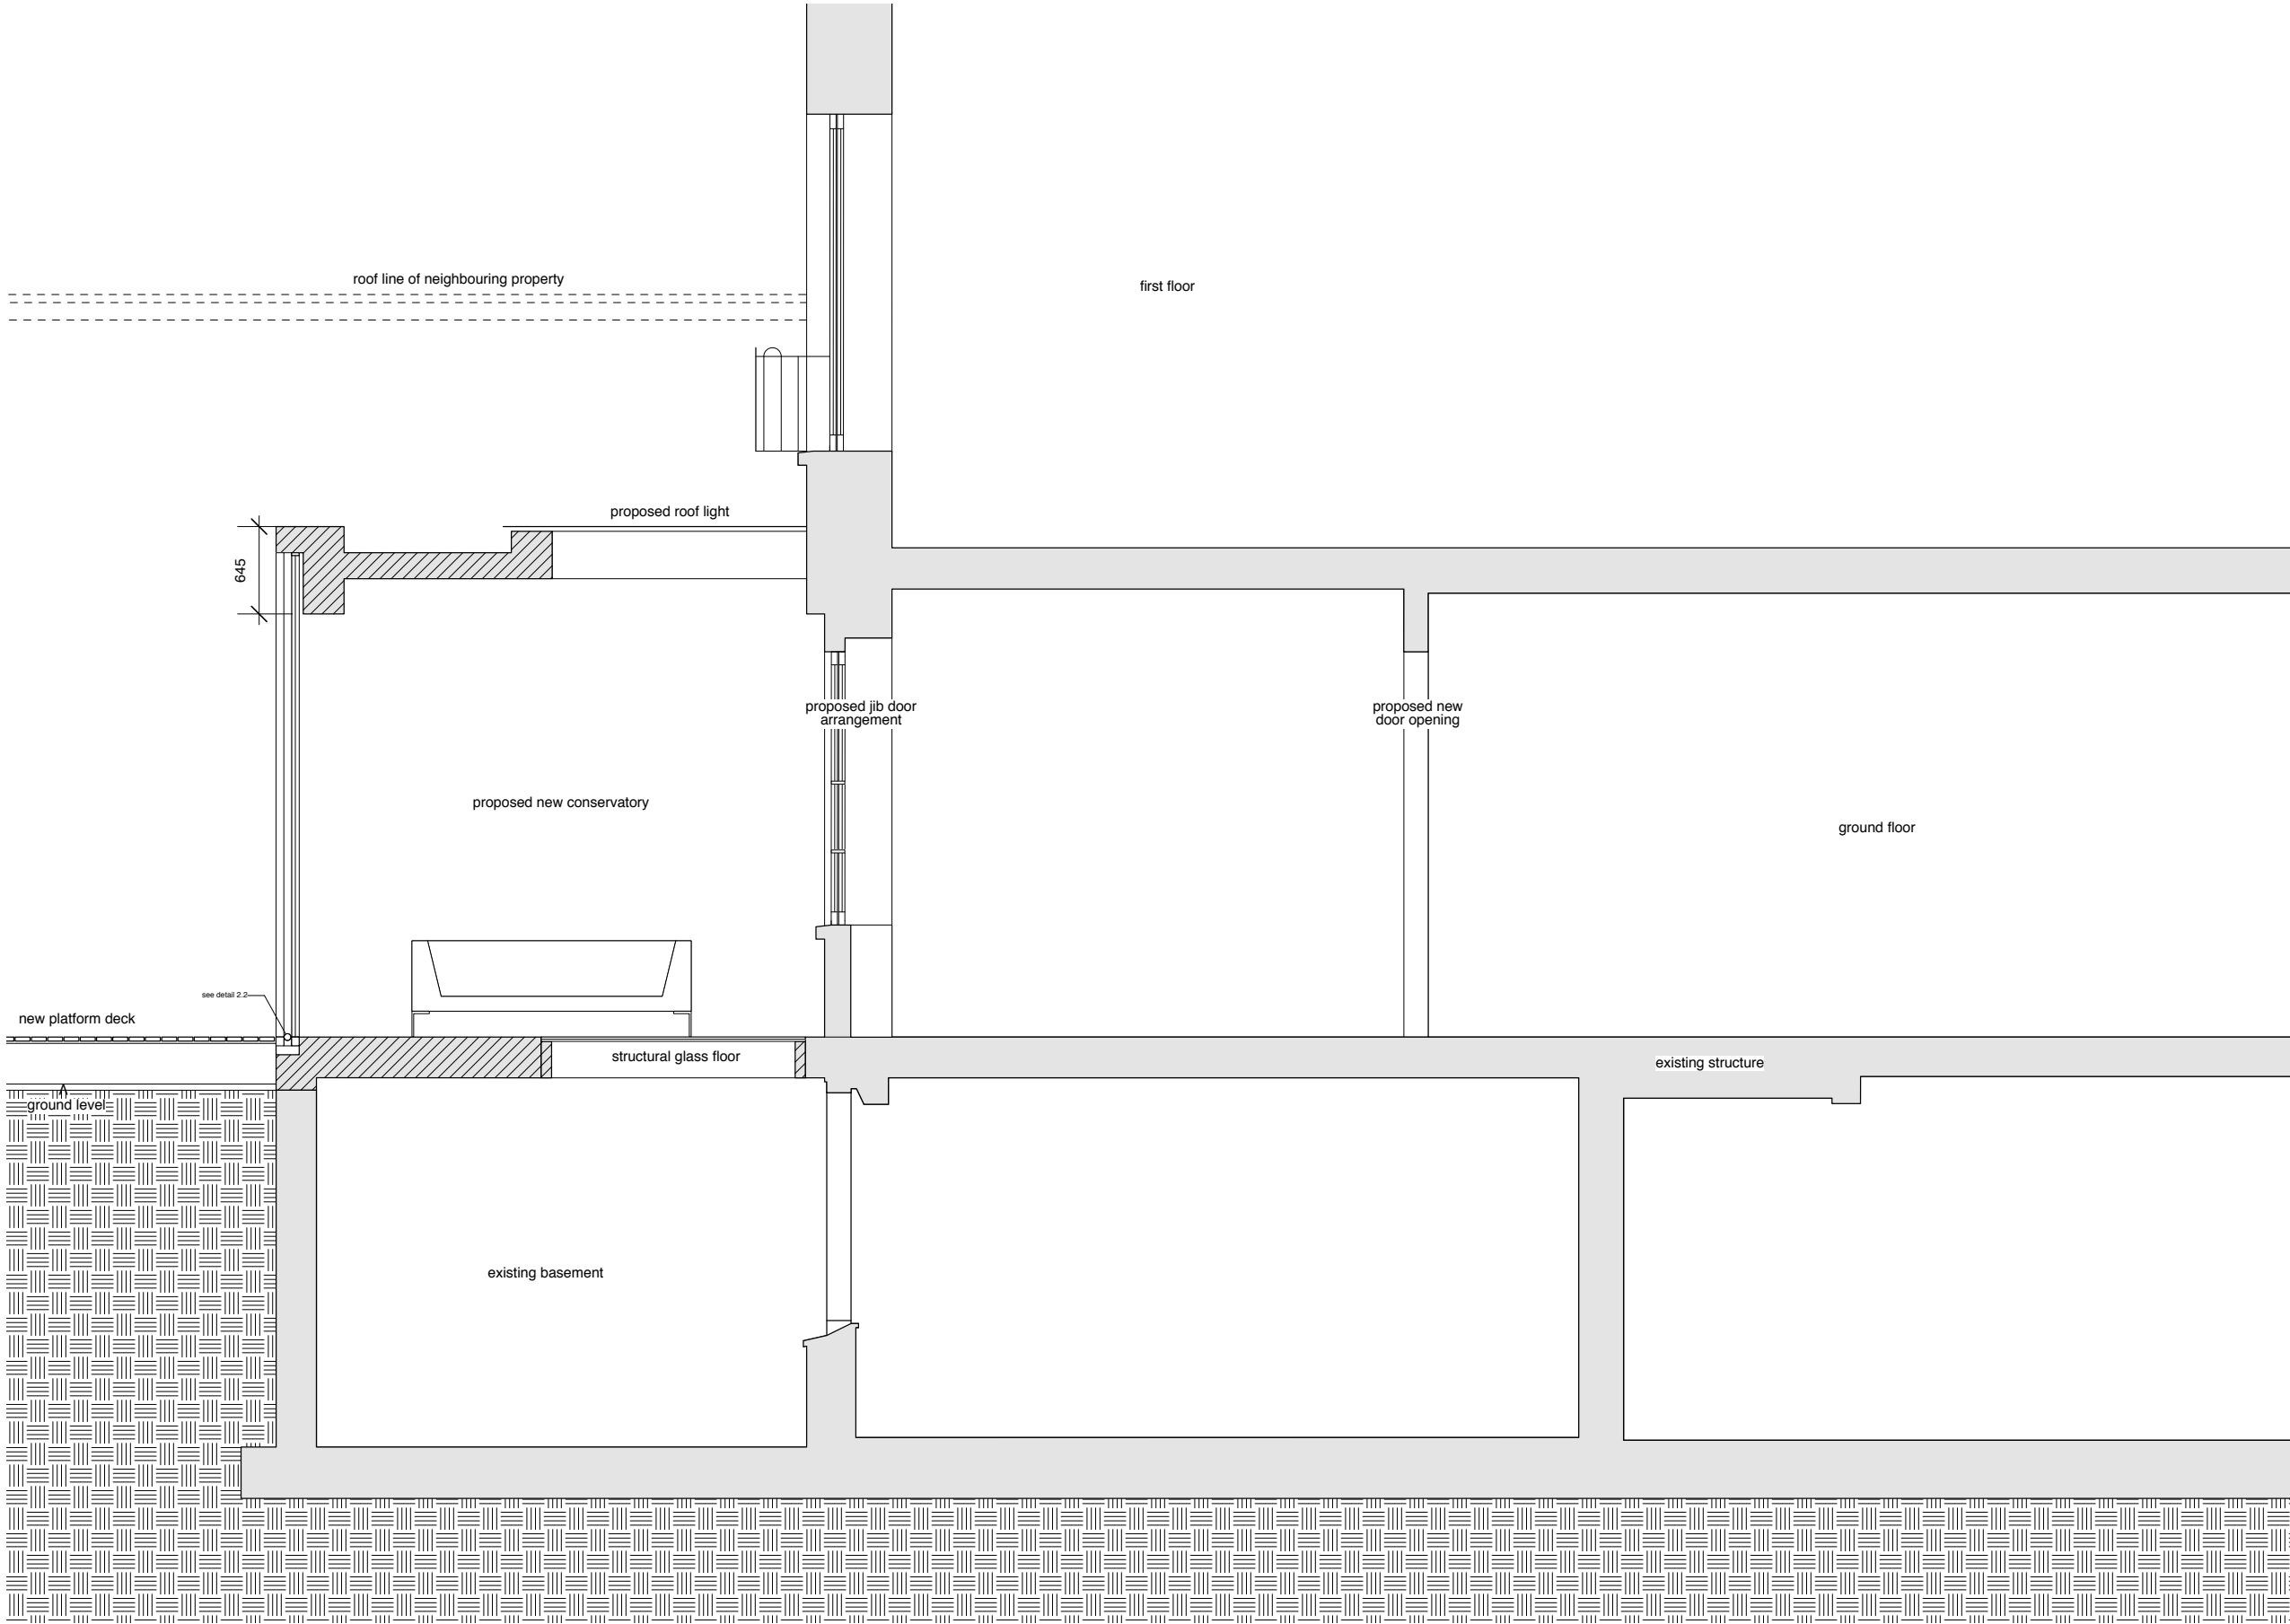 roof line of neighbouring property
first floor
proposed roof light
645
proposed jib door
arrangement
proposed new
door opening
proposed new conservatory
ground floor
see detail 2.2
new platform deck
structural glass floor
existing structure
ground level
existing basement